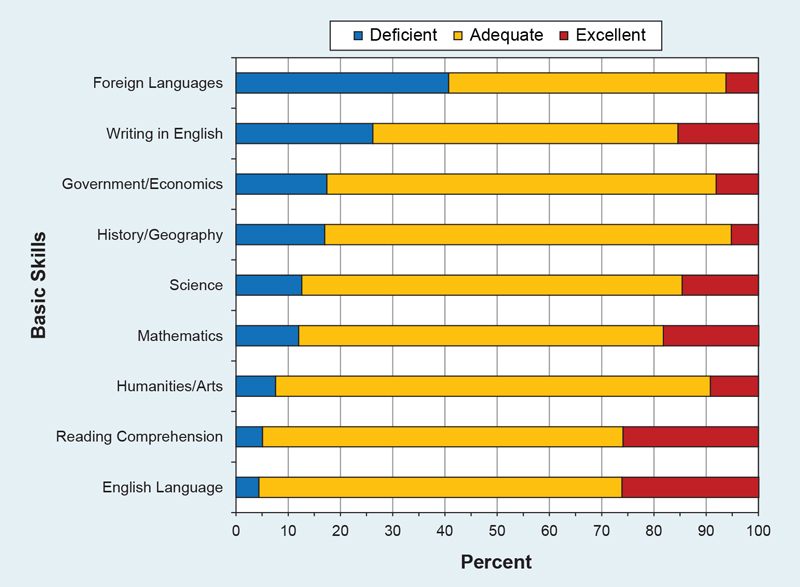 Deficient Adequate Excellent
Foreign Languages
Writing in English
Government/Economics
History/Geography
Science
Mathematics
Humanities/Arts
Reading Comprehension
English Language
Basic Skills
0 10 20 30 40 50 60 70 80 90 100
Percent